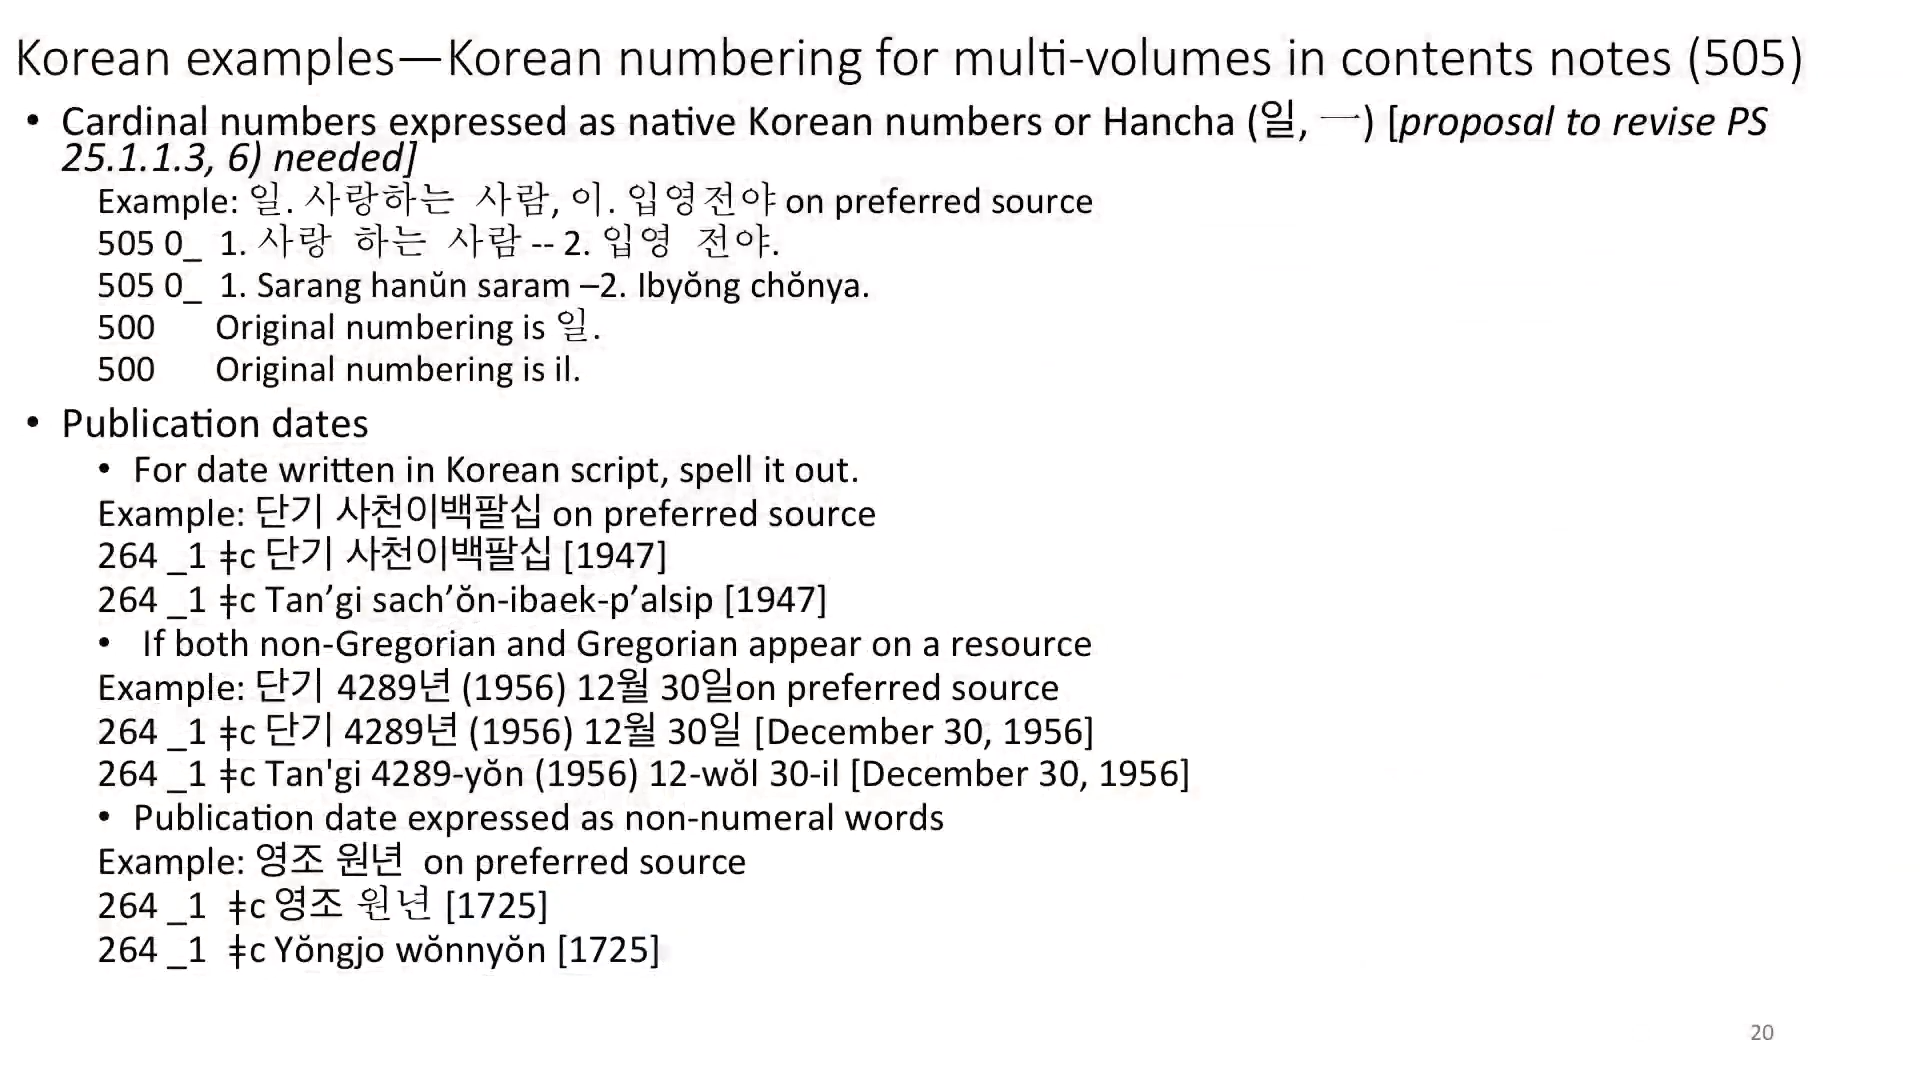 Korean examples—Korean numbering for multi-volumes in contents notes (505)
• Cardinal numbers expressed as native Korean numbers or Hancha (일, 一) [proposal to revise PS
25.1.1.3, 6) needed]
Example: 일. 사랑하는 사람, 이. 입영전야 on preferred source
505 0_ 1. 사랑 하는 사람 -- 2. 입영 전야.
505 0_ 1. Sarang hanŭn saram –2. Ibyŏng chŏnya.
500 Original numbering is 일.
500 Original numbering is il.
• Publication dates
• For date written in Korean script, spell it out.
Example: 단기 사천이백팔십 on preferred source
264 _1 ǂc 단기 사천이백팔십 [1947]
264 _1 ǂc Tan’gi sach’ŏn-ibaek-p’alsip [1947]
• If both non-Gregorian and Gregorian appear on a resource
Example: 단기 4289년 (1956) 12월 30일on preferred source
264 _1 ǂc 단기 4289년 (1956) 12월 30일 [December 30, 1956]
264 _1 ǂc Tan'gi 4289-yŏn (1956) 12-wŏl 30-il [December 30, 1956]
• Publication date expressed as non-numeral words
Example: 영조 원년 on preferred source
264 _1 ǂc 영조 원년 [1725]
264 _1 ǂc Yŏngjo wŏnnyŏn [1725]
20